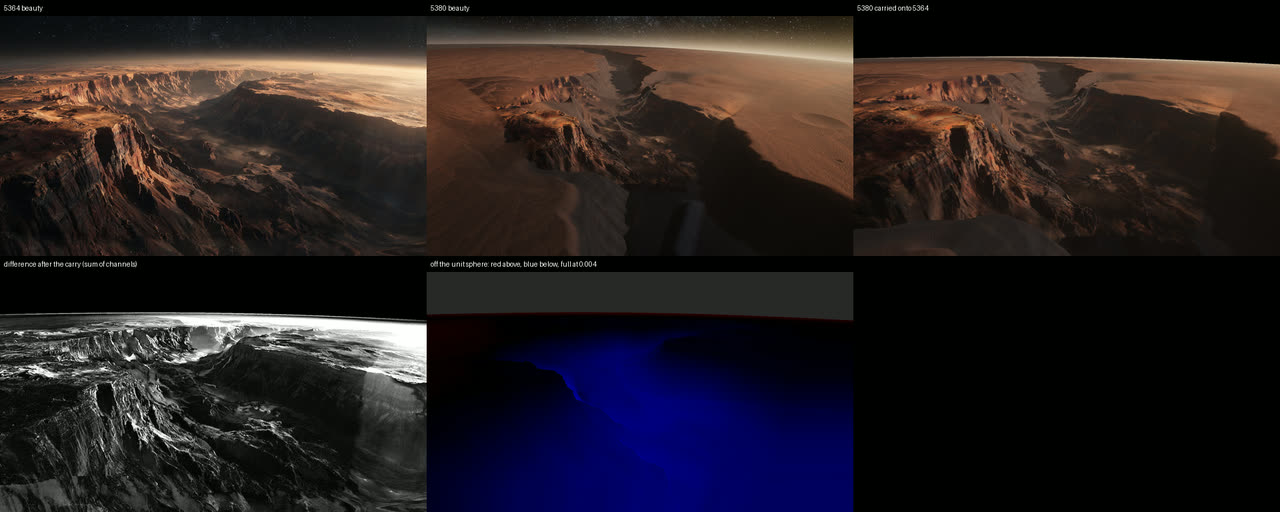 5364 beauty
5380 beauty
5380 carried onto 5364
difference after the carry (sum of channels)
off the unit sphere: red above, blue below, full at 0.004